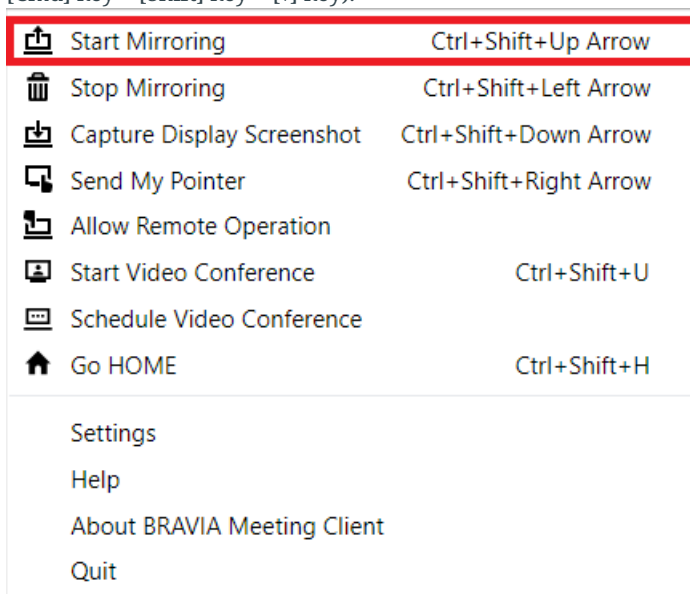 Start Mirroring Ctrl+Shift+Up Arrow
Stop Mirroring Ctrl+Shift+Left Arrow
Capture Display Screenshot Ctrl+Shift+Down Arrow
Send My Pointer Ctrl+Shift+Right Arrow
Allow Remote Operation
Start Video Conference Ctrl+Shift+U
Schedule Video Conference
Go HOME Ctrl+Shift+H
Settings
Help
About BRAVIA Meeting Client
Quit